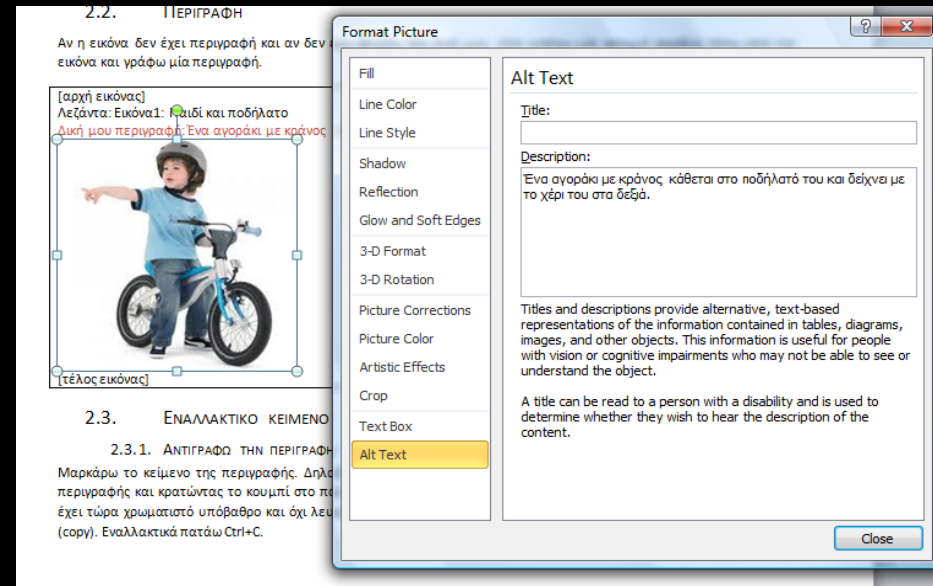 2.2. Περιγραφη
Αν η εικόνα δεν έχει περιγραφή και αν δεν
εικόνα και γράφω μία περιγραφή.
[αρχή εικόνας]
Λεζάντα: Εικόνα1: Παιδί και ποδήλατο
Δική μου περιγραφή: Ένα αγοράκι με κράνος
[τέλος εικόνας]
2.3. Εναλλακτικο κειμενο
2.3.1. Αντιγραφω την περιγραφη
Μαρκάρω το κείμενο της περιγραφής.
περιγραφής και κρατώντας το κουμπί στο
έχει τώρα χρωματιστό υπόβαθρο και όχι
(copy). Εναλλακτικά πατάω Ctrl+C.
Format Picture
Fill
Line Color
Line Style
Shadow
Reflection
Glow and Soft Edges
3-D Format
3-D Rotation
Picture Corrections
Picture Color
Artistic Effects
Crop
Text Box
Alt Text
Alt Text
Title:
Description:
Ένα αγοράκι με κράνος κάθεται στο ποδήλατό του και δείχνει με
το χέρι του στα δεξιά.
Titles and descriptions provide alternative, text-based
representations of the information contained in tables, diagrams,
images, and other objects. This information is useful for people
with vision or cognitive impairments who may not be able to see or
understand the object.
A title can be read to a person with a disability and is used to
determine whether they wish to hear the description of the
content.
Close